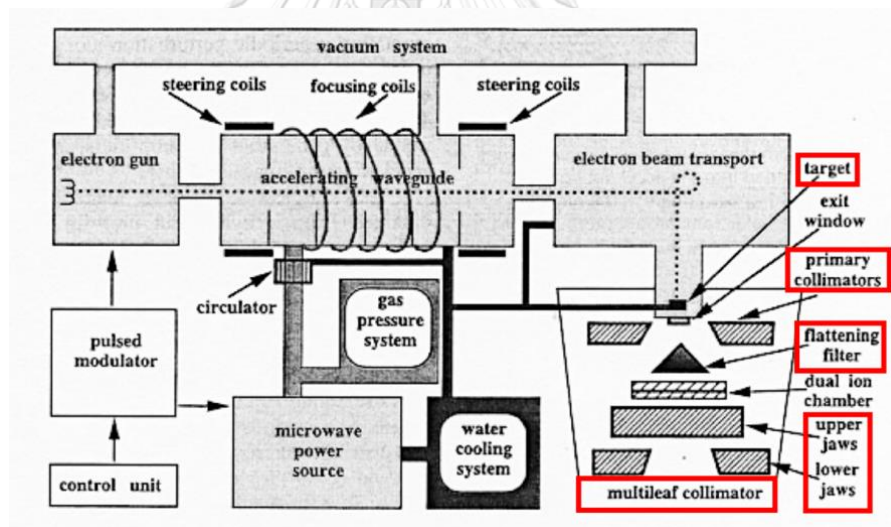 vacuum system
steering coils
focusing coils
steering coils
electron gun
accelerating waveguide
electron beam transport
target
exit
window
primary
collimators
circulator
gas
pressure
system
pulsed
modulator
flattening
filter
dual ion
chamber
microwave
power
source
water
cooling
system
upper
jaws
lower
jaws
control unit
multileaf collimator